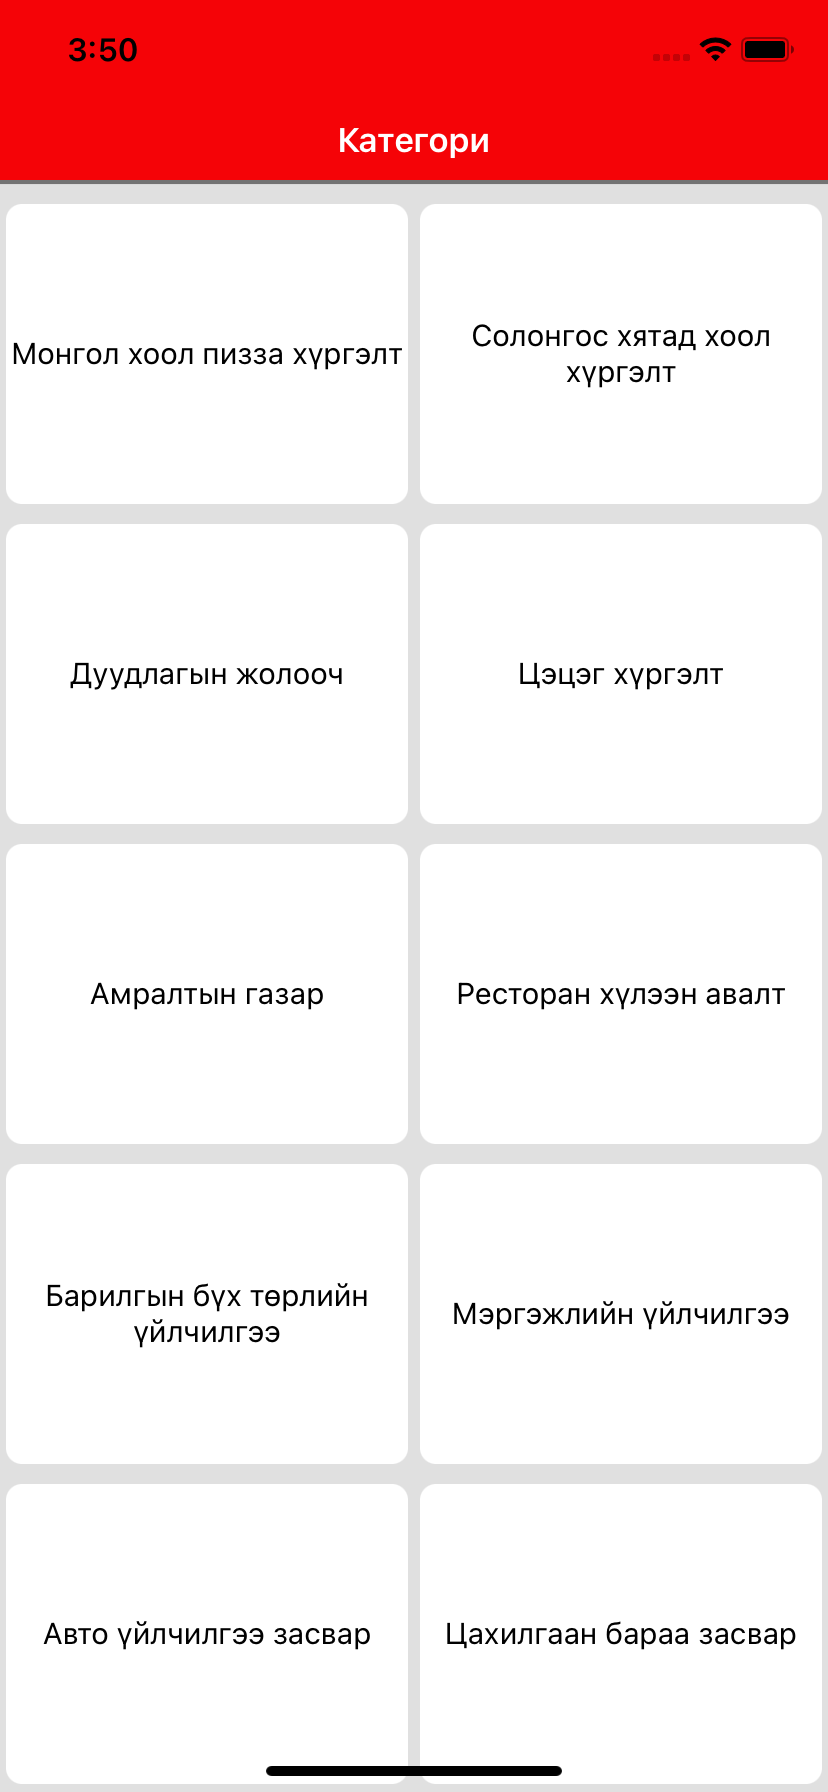 3:50
Категори
Монгол хоол пизза хүргэлт
Солонгос хятад хоол
хүргэлт
Дуудлагын жолооч
Цэцэг хүргэлт
Амралтын газар
Ресторан хүлээн авалт
Барилгын бүх төрлийн
үйлчилгээ
Мэргэжлийн үйлчилгээ
Авто үйлчилгээ засвар
Цахилгаан бараа засвар